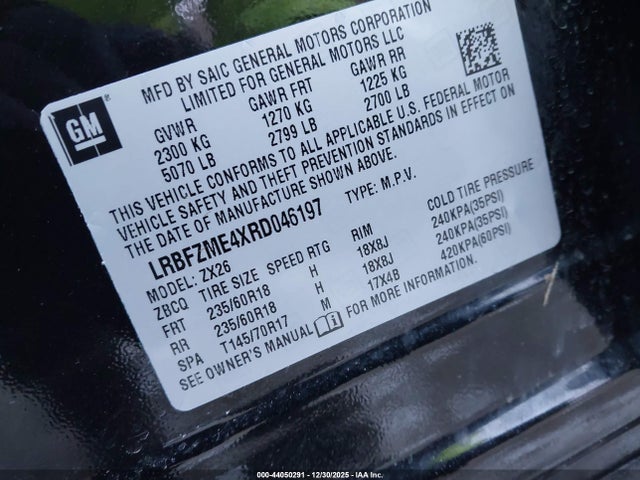 MFD BY SAIC GENERAL MOTORS CORPORATION
LIMITED FOR GENERAL MOTORS LLC
GM ®
GVWR GAWR FRT GAWR RR
2300 KG 1270 KG 1225 KG
5070 LB 2799 LB 2700 LB
THIS VEHICLE CONFORMS TO ALL APPLICABLE U.S. FEDERAL MOTOR
VEHICLE SAFETY AND THEFT PREVENTION STANDARDS IN EFFECT ON
DATE OF MANUFACTURE SHOWN ABOVE.
LRBFZME4XRD046197 TYPE: M.P.V.
MODEL: ZX26
ZBCQ TIRE SIZE SPEED RTG RIM COLD TIRE PRESSURE
FRT 235/60R18 H 18X8J 240KPA(35PSI)
RR 235/60R18 H 18X8J 240KPA(35PSI)
SPA T145/70R17 M 17X4B 420KPA(60PSI)
SEE OWNER'S MANUAL FOR MORE INFORMATION.
000-44050291 - 12/30/2025 - IAA Inc.